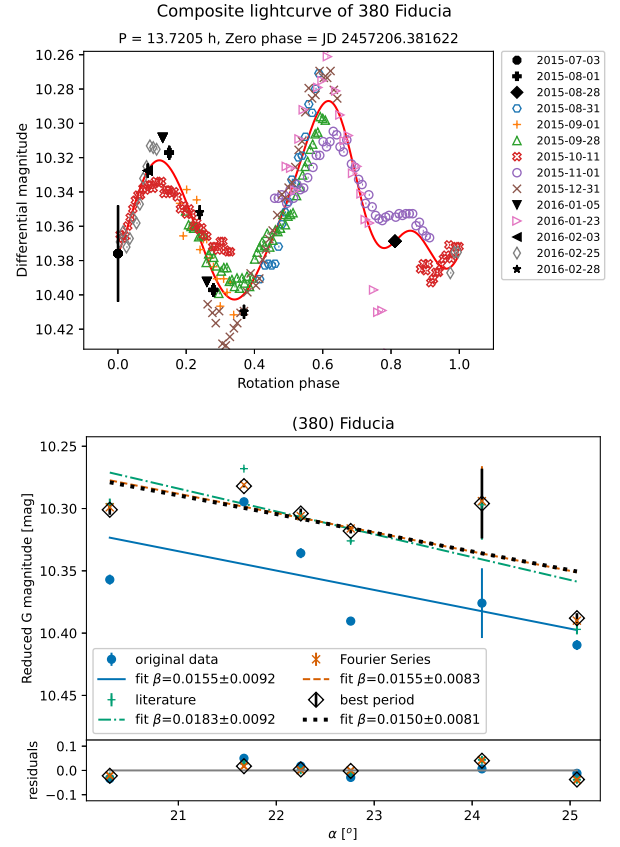 Composite lightcurve of 380 Fiducia
P = 13.7205 h, Zero phase = JD 2457206.381622
10.26
10.28
10.30
10.32
10.34
10.36
10.38
10.40
10.42
Differential magnitude
0.0
0.2
0.4
0.6
0.8
1.0
Rotation phase
2015-07-03
2015-08-01
2015-08-28
2015-08-31
2015-09-01
2015-09-28
2015-10-11
2015-11-01
2015-12-31
2016-01-05
2016-01-23
2016-02-03
2016-02-25
2016-02-28
(380) Fiducia
10.25
10.30
10.35
10.40
10.45
Reduced G magnitude [mag]
original data
fit β=0.0155±0.0092
literature
fit β=0.0183±0.0092
Fourier Series
fit β=0.0155±0.0083
best period
fit β=0.0150±0.0081
0.1
0.0
−0.1
residuals
21
22
23
24
25
α [°]